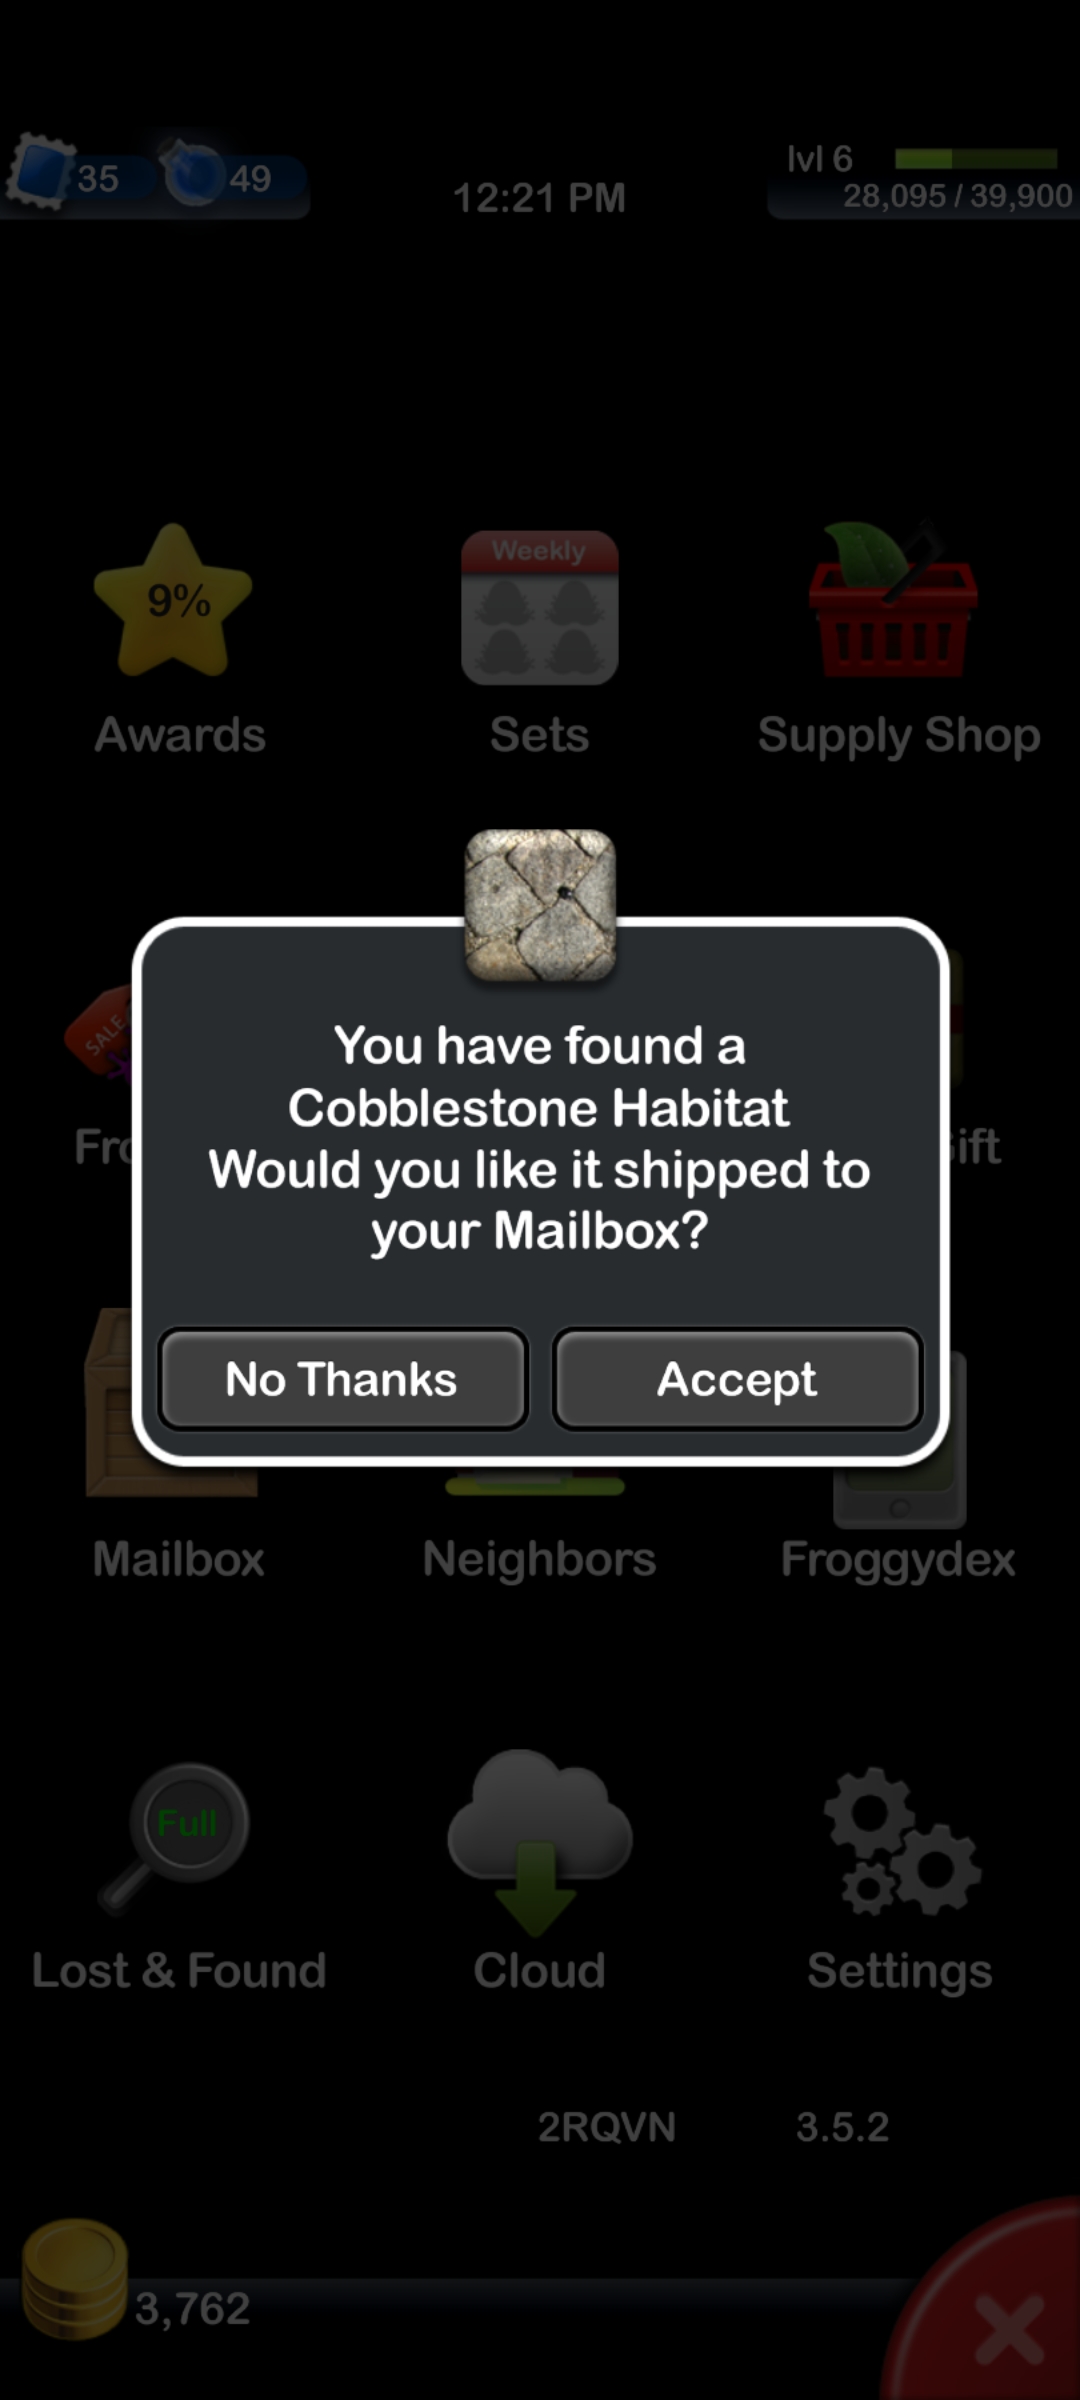 35
49
12:21 PM
lvl 6
28,095 / 39,900
9%
Weekly
Awards
Sets
Supply Shop
SALE
You have found a
Cobblestone Habitat
Would you like it shipped to
your Mailbox?
No Thanks
Accept
Mailbox
Neighbors
Froggydex
Full
Lost & Found
Cloud
Settings
2RQVN
3.5.2
3,762